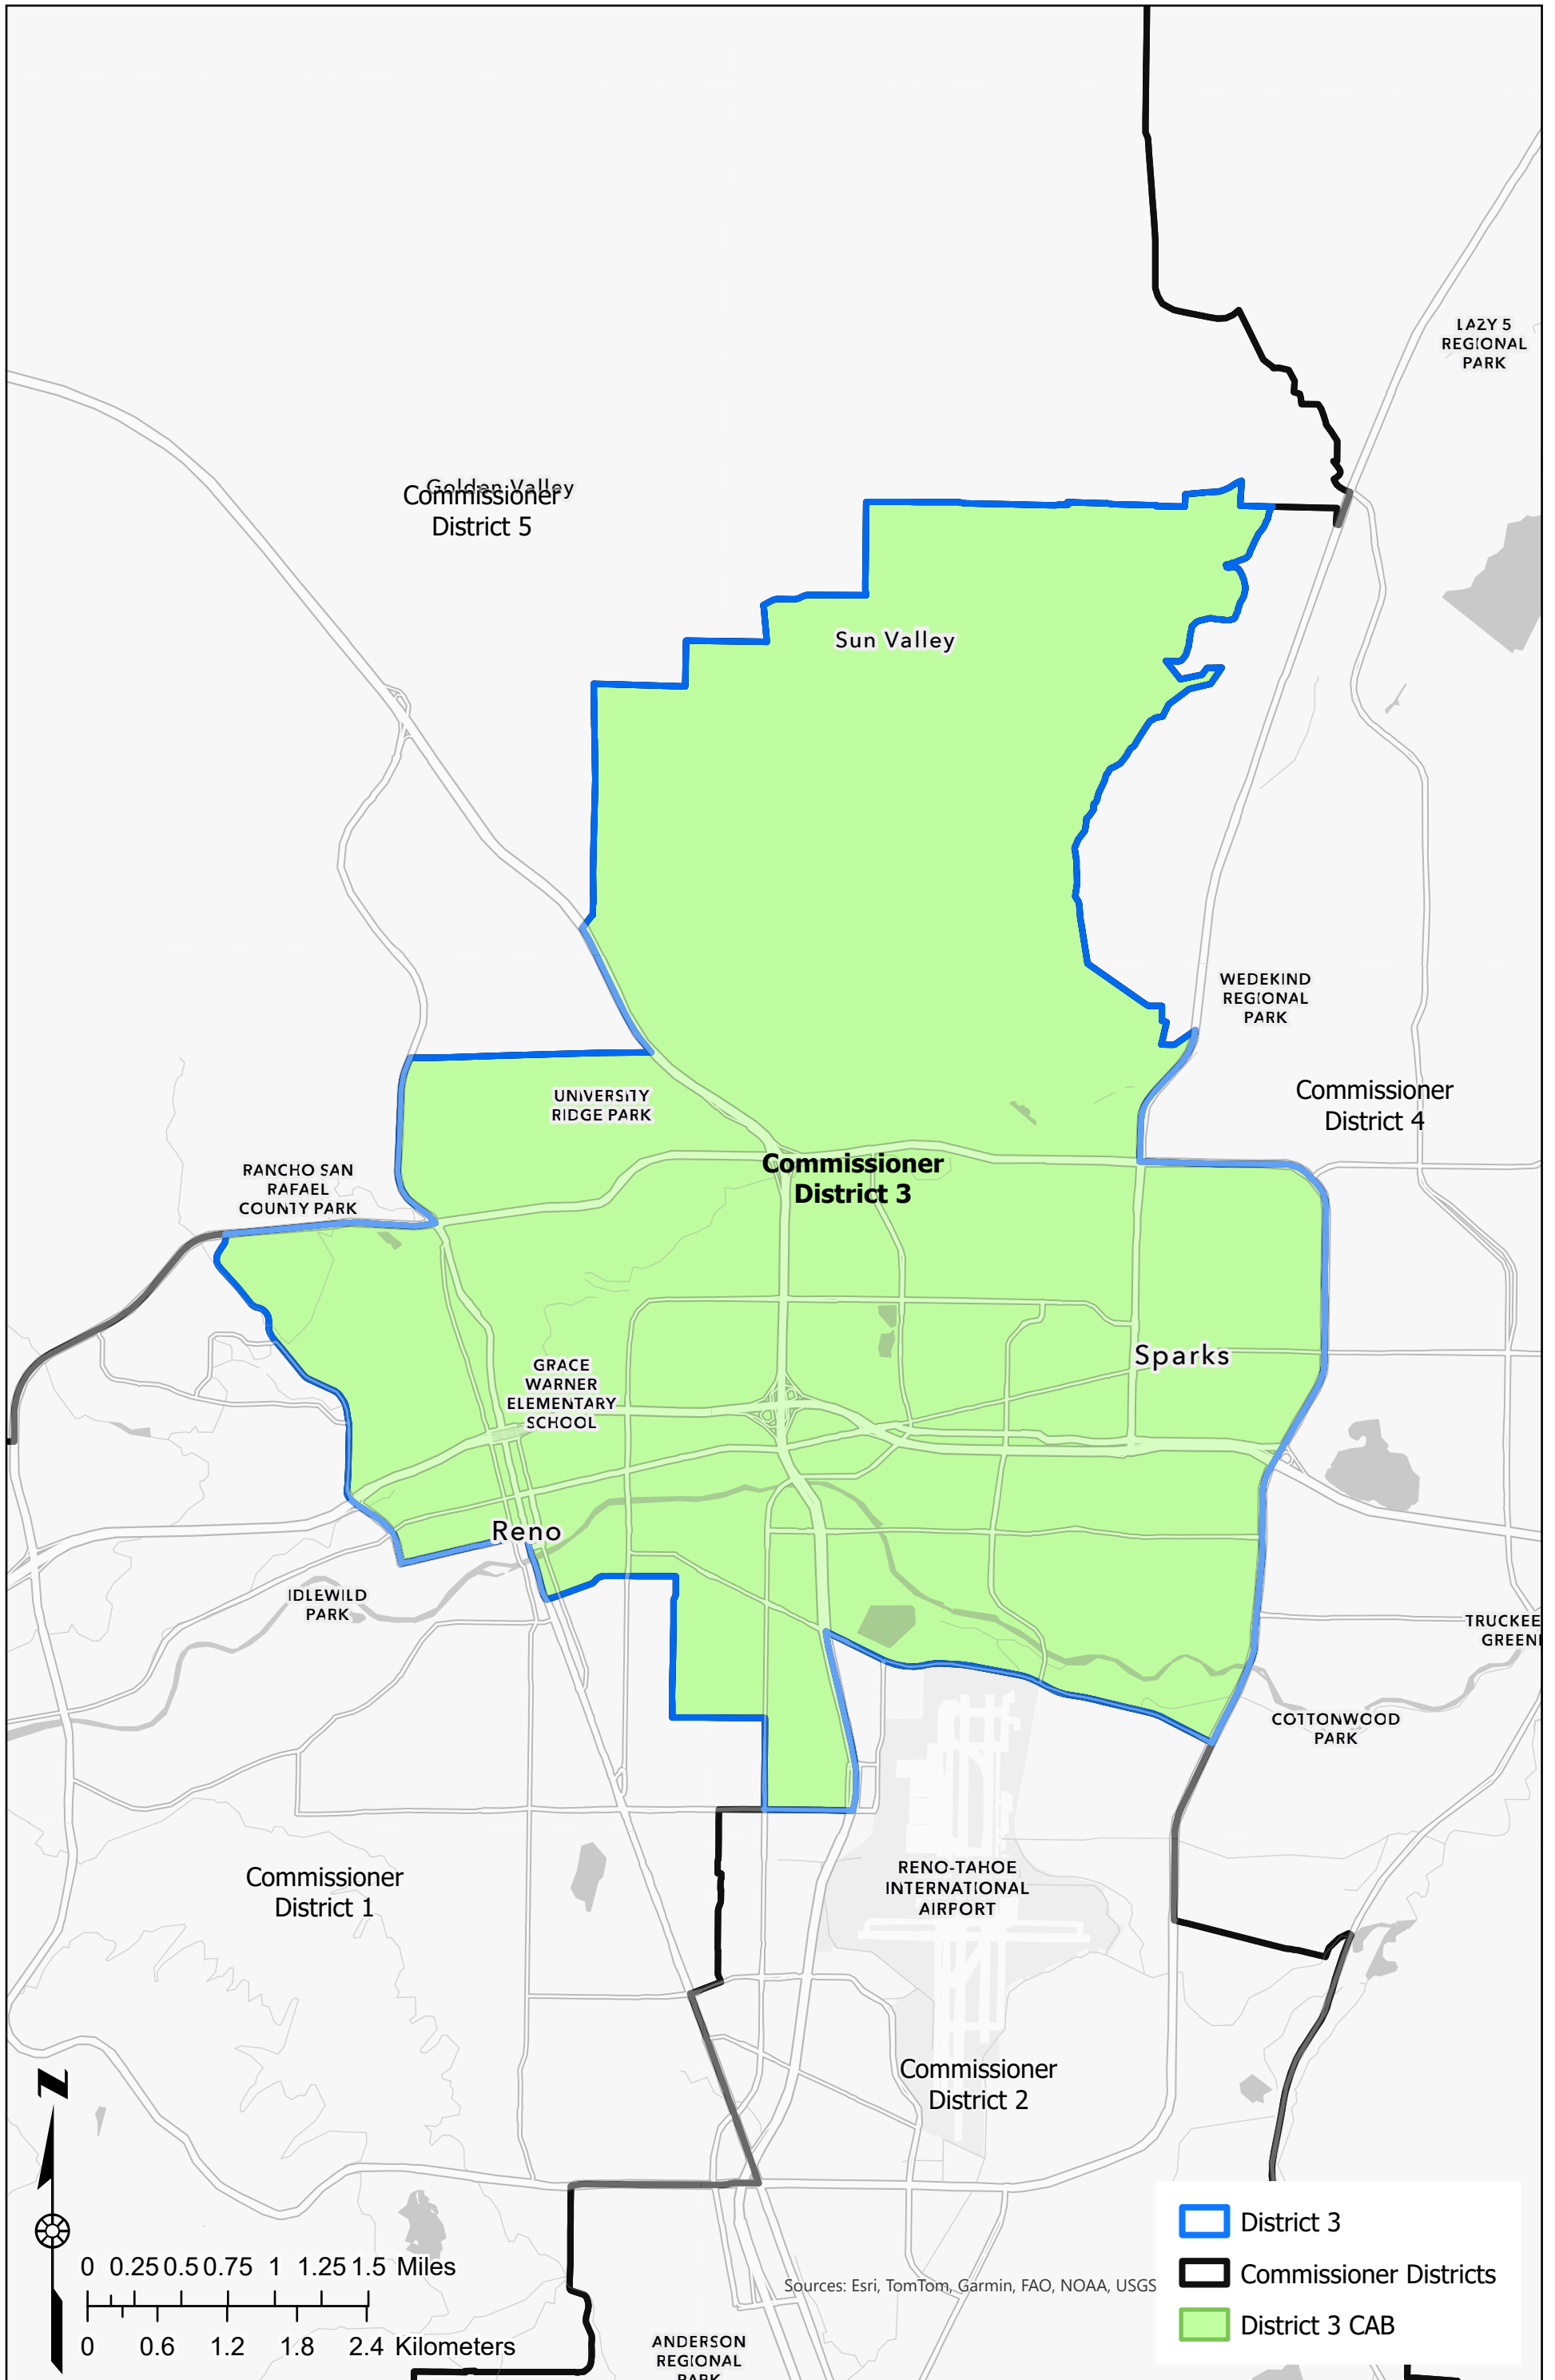 LAZY 5
REGIONAL
PARK
Golden Valley
Commissioner
District 5
Sun Valley
WEDEKIND
REGIONAL
PARK
Commissioner
District 4
UNIVERSITY
RIDGE PARK
Commissioner
District 3
RANCHO SAN
RAFAEL
COUNTY PARK
Sparks
GRACE
WARNER
ELEMENTARY
SCHOOL
Reno
IDLEWILD
PARK
TRUCKEE
GREEN
COTTONWOOD
PARK
RENO-TAHOE
INTERNATIONAL
AIRPORT
Commissioner
District 1
Commissioner
District 2
N
District 3
Commissioner Districts
District 3 CAB
0 0.25 0.5 0.75 1 1.25 1.5 Miles
0 0.6 1.2 1.8 2.4 Kilometers
Sources: Esri, TomTom, Garmin, FAO, NOAA, USGS
ANDERSON
REGIONAL
PARK